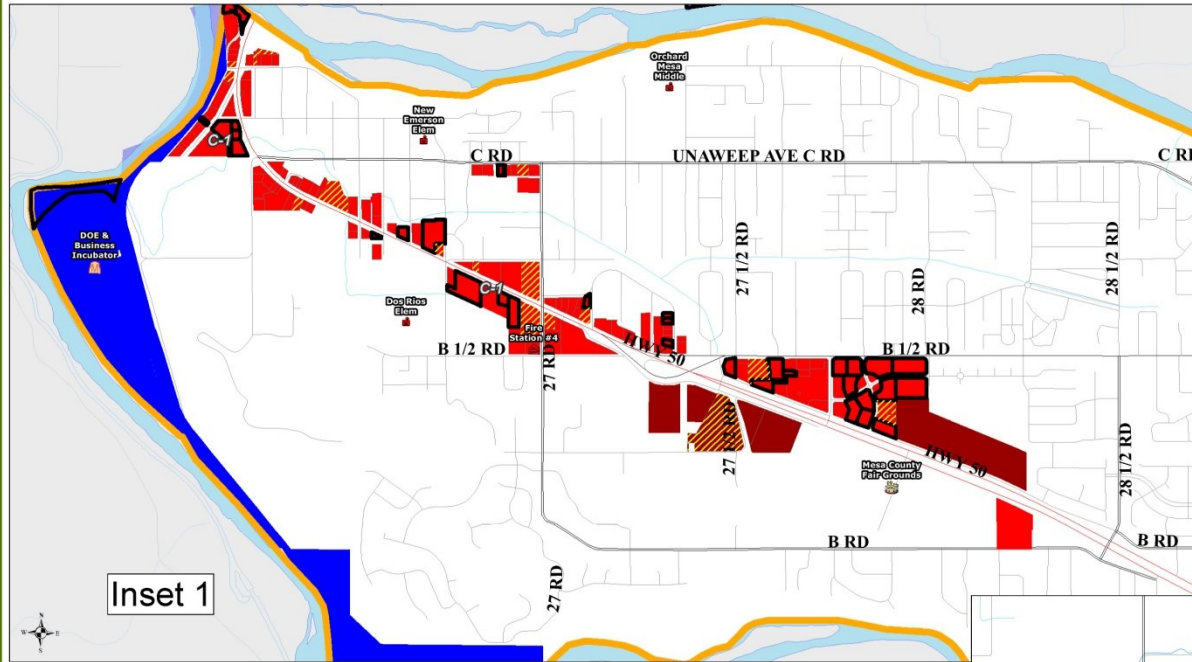 Orchard
Mesa
Middle
New
Emerson
Elem
C-1
C RD
UNAWEEP AVE C RD
C RD
DOE &
Business
Incubator
27 1/2 RD
28 RD
28 1/2 RD
C-1
Dos Rios
Elem
Fire
Station #4
B 1/2 RD
27 RD
HWY 50
B 1/2 RD
27 1/2 RD
HWY 50
28 1/2 RD
Mesa County
Fair Grounds
B RD
B RD
27 RD
Inset 1
N
W
E
S